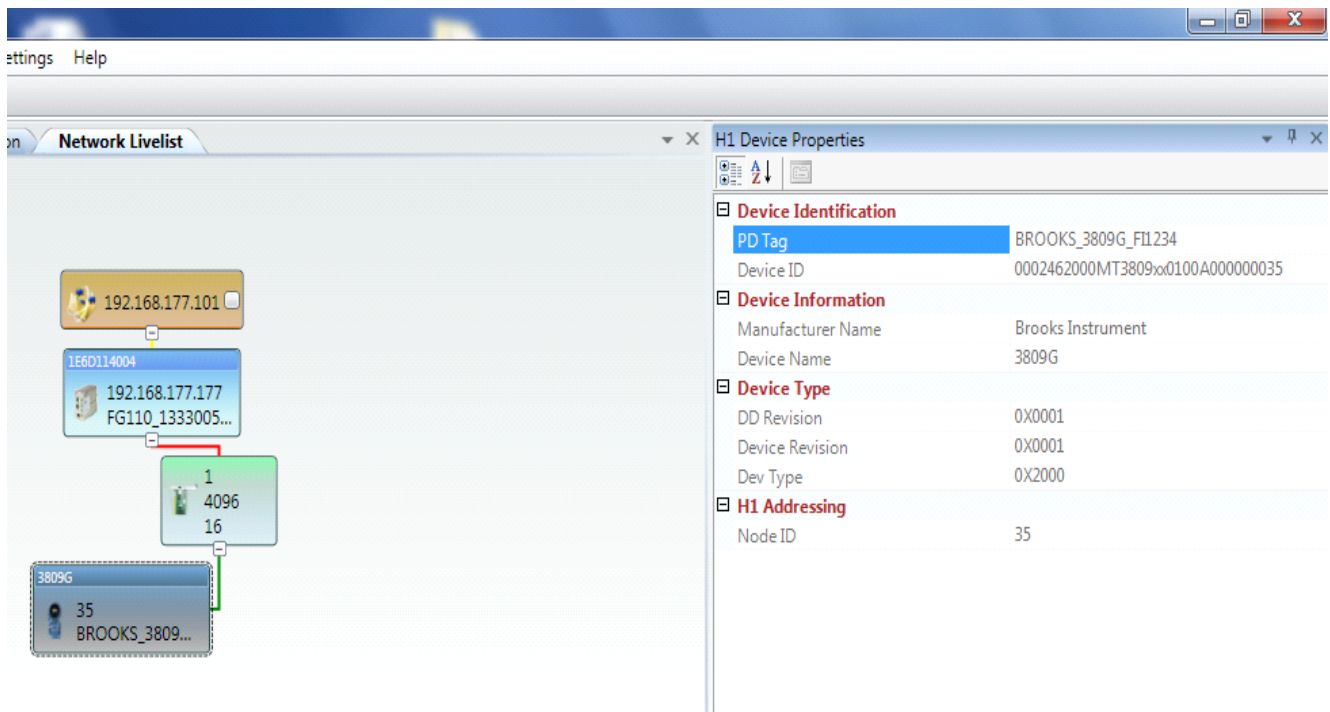 ettings Help
on Network Livelist
192.168.177.101
1E6D114004
192.168.177.177
FG110_1333005...
1
4096
16
3809G
35
BROOKS_3809...
H1 Device Properties
Device Identification
PD Tag BROOKS_3809G_FI1234
Device ID 0002462000MT3809xx0100A000000035
Device Information
Manufacturer Name Brooks Instrument
Device Name 3809G
Device Type
DD Revision 0X0001
Device Revision 0X0001
Dev Type 0X2000
H1 Addressing
Node ID 35